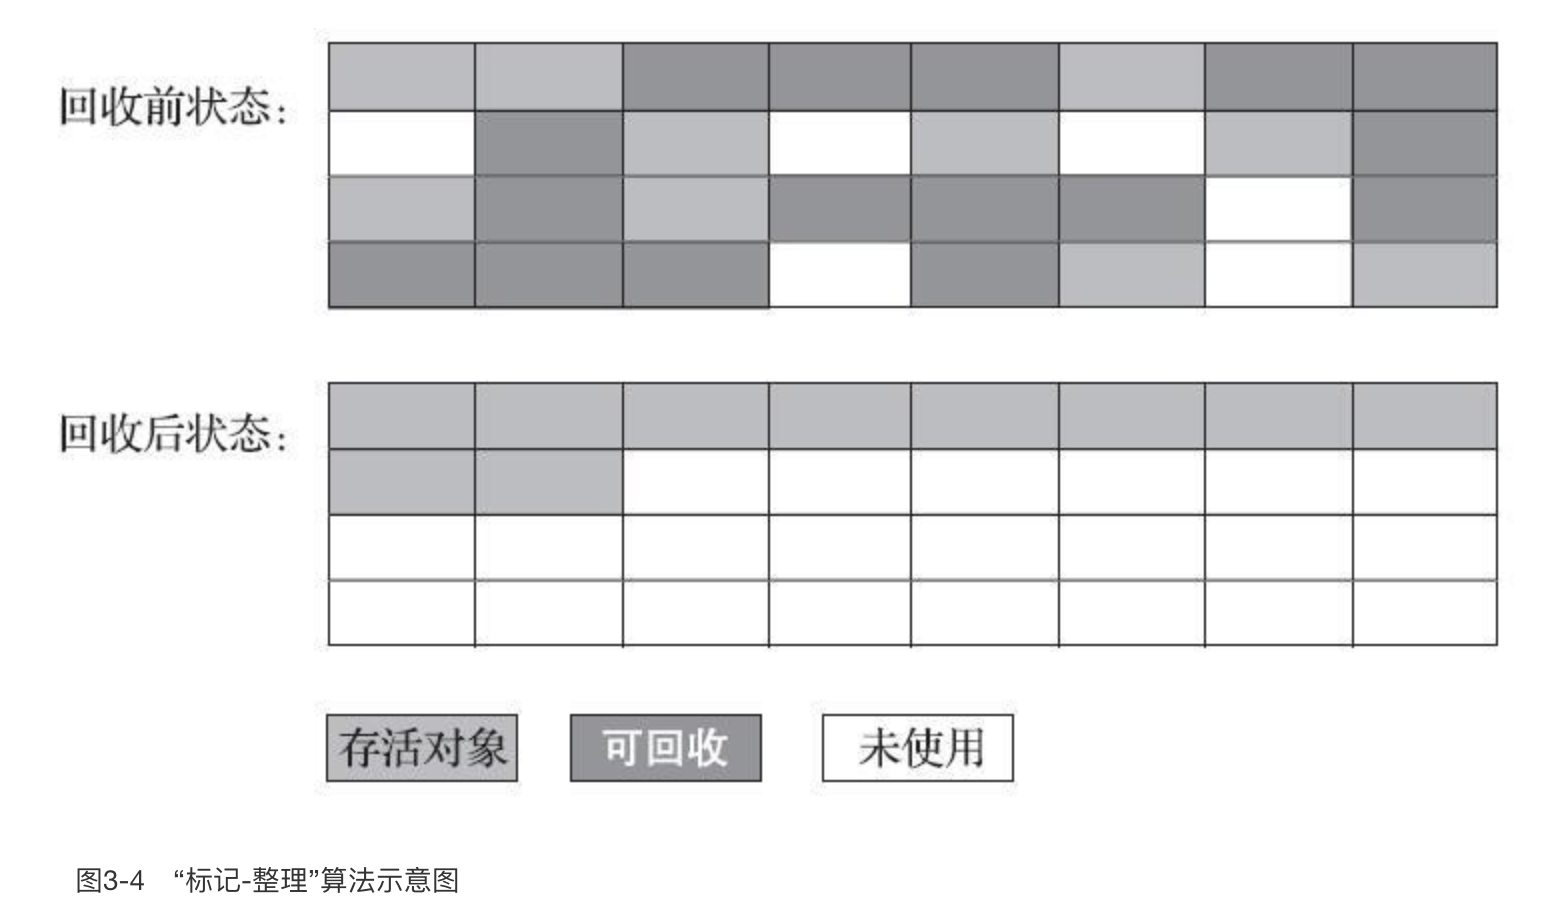 回收前状态：
回收后状态：
存活对象 可回收 未使用
图3-4 “标记-整理”算法示意图